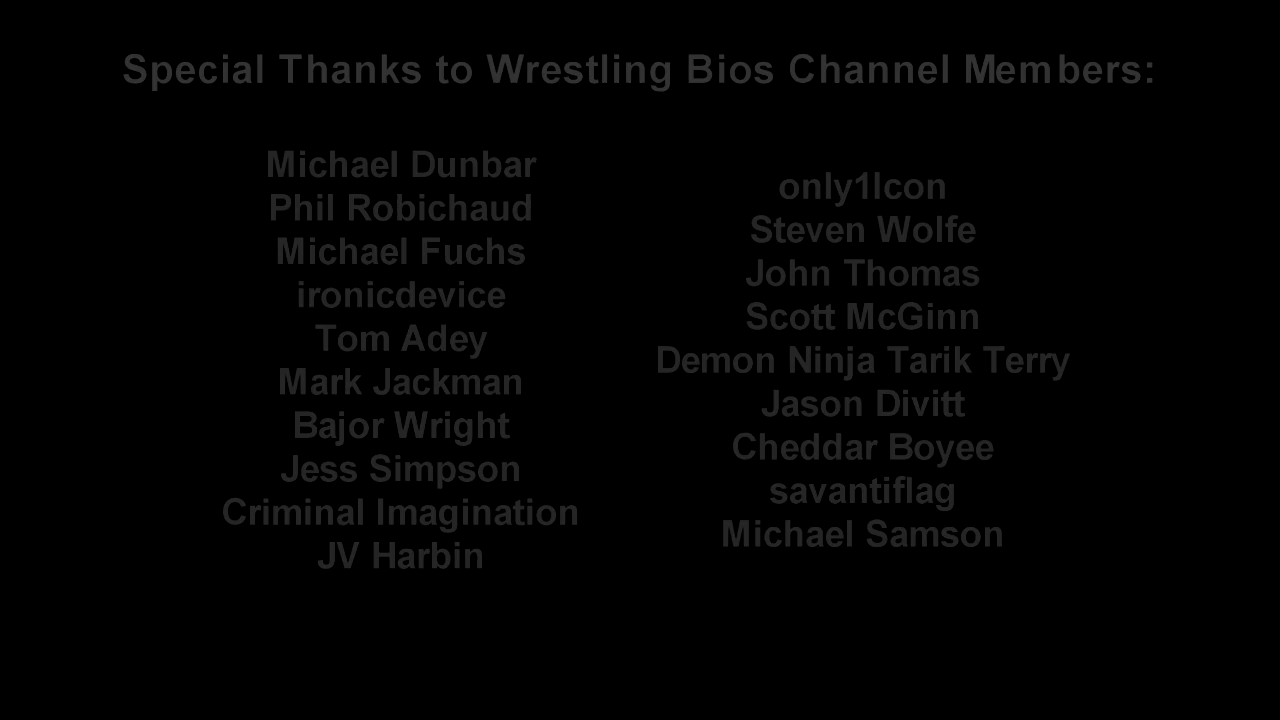 Special Thanks to Wrestling Bios Channel Members:
Michael Dunbar
Phil Robichaud
Michael Fuchs
ironicdevice
Tom Adey
Mark Jackman
Bajor Wright
Jess Simpson
Criminal Imagination
JV Harbin
only1Icon
Steven Wolfe
John Thomas
Scott McGinn
Demon Ninja Tarik Terry
Jason Divitt
Cheddar Boyee
savantiflag
Michael Samson